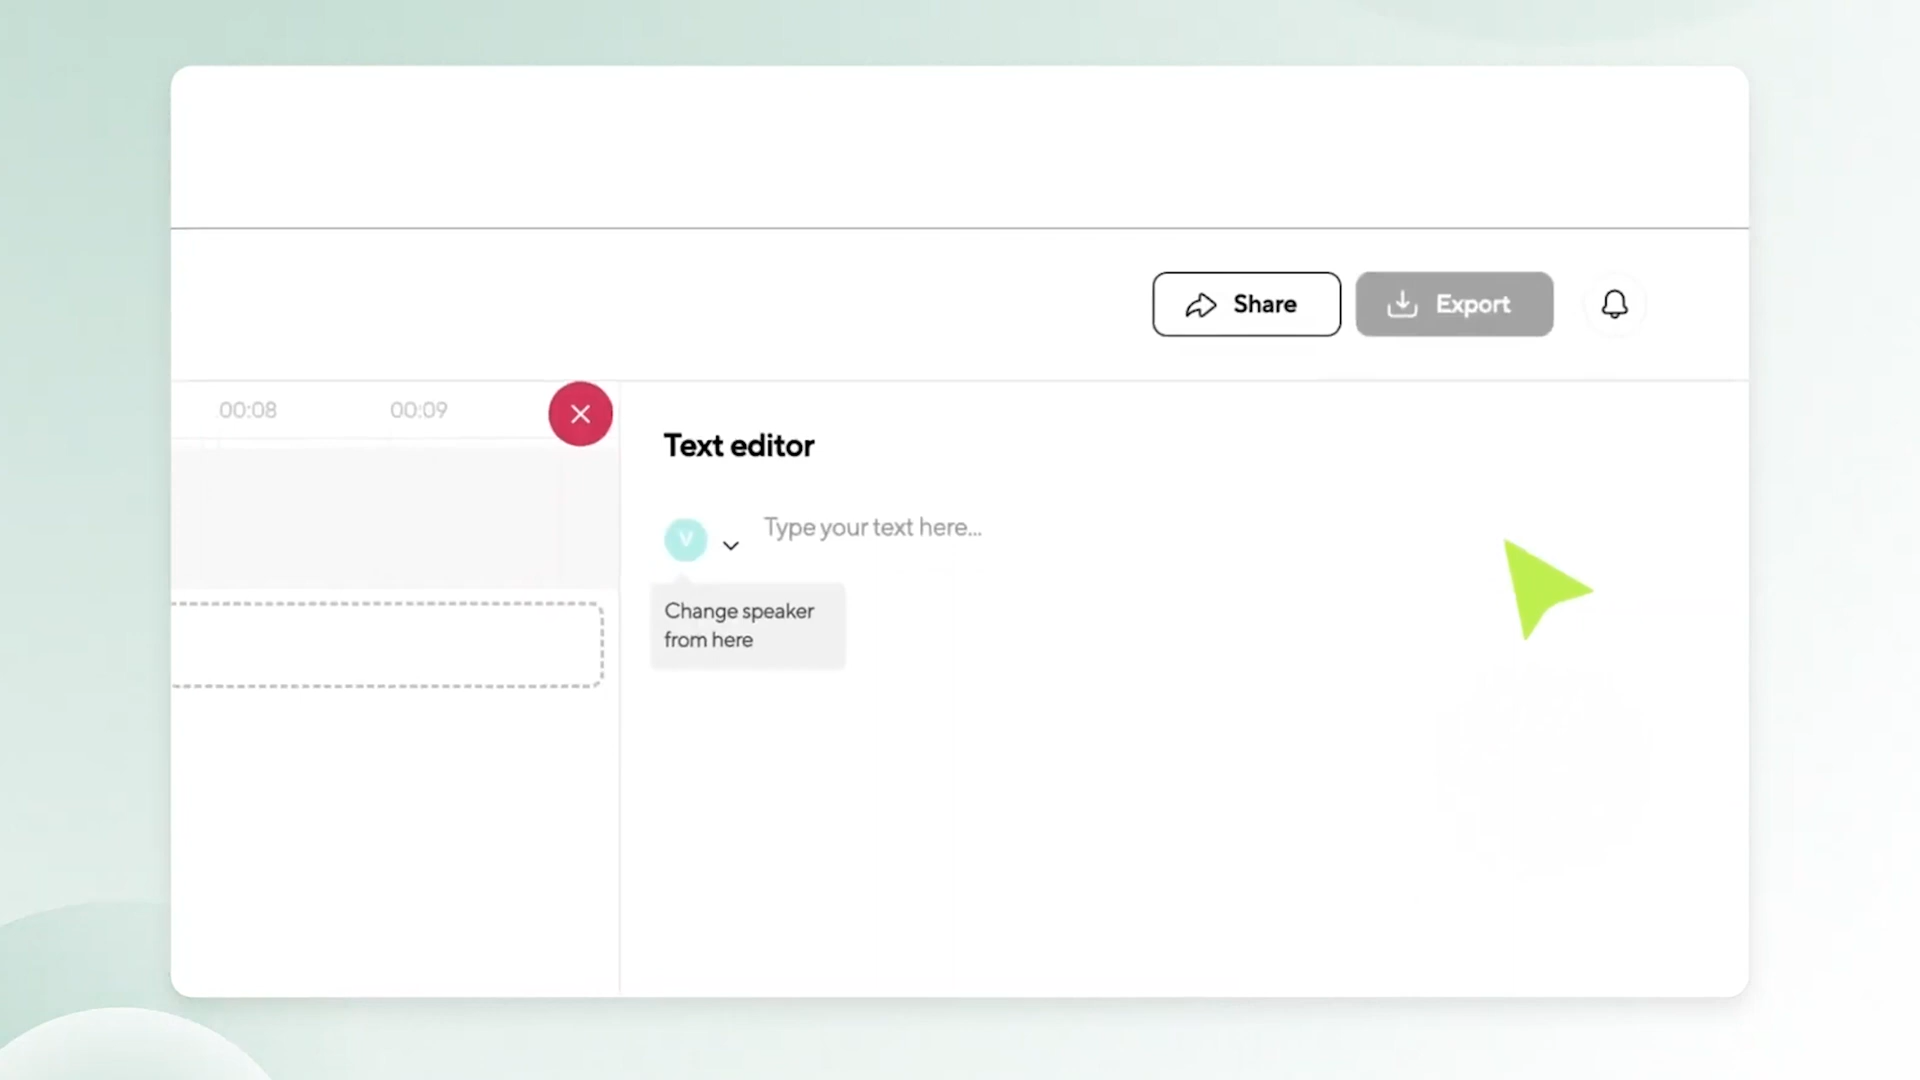 Share
Export
00:08
00:09
Text editor
V
Type your text here...
Change speaker
from here